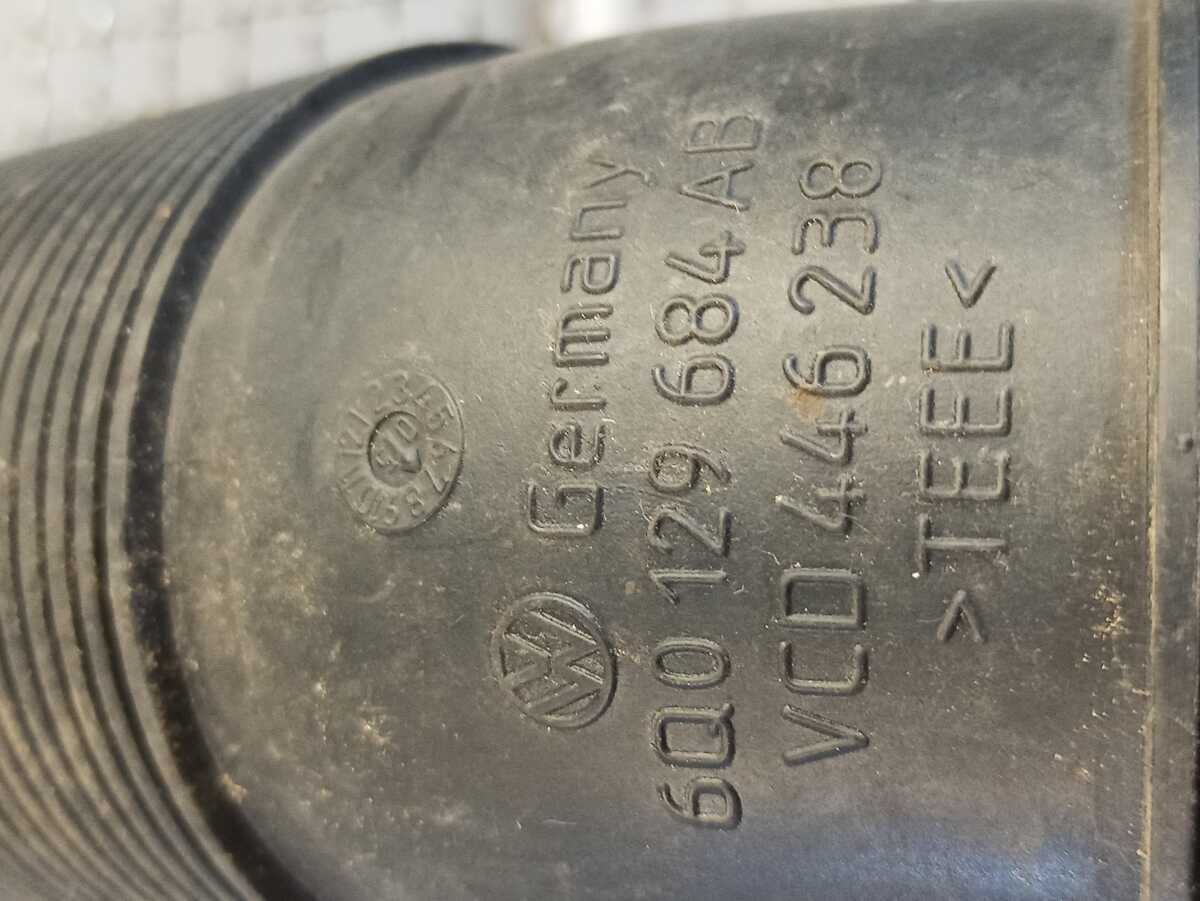 Germany
6Q0 129 684 AB
VCD 446 238
>TEEE<